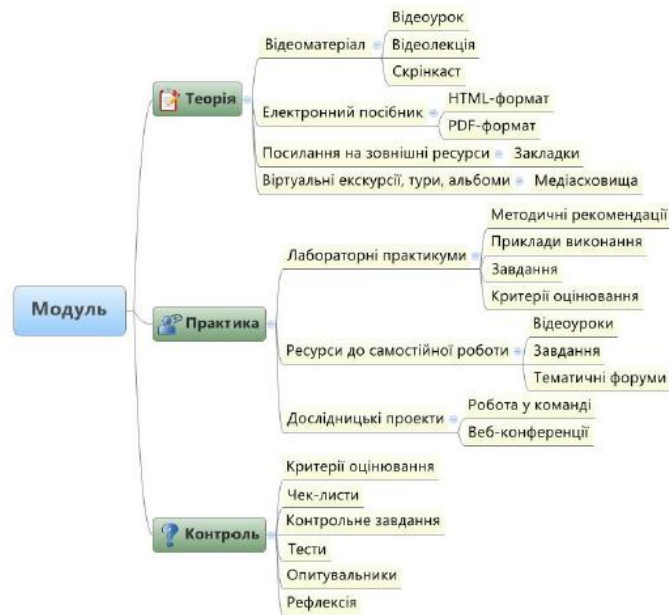 Модуль
Теорія
Відеоматеріал
Відеоурок
Відеолекція
Скрінкаст
Електронний посібник
HTML-формат
PDF-формат
Посилання на зовнішні ресурси
Закладки
Віртуальні екскурсії, тури, альбоми
Медіасховища
Практика
Лабораторні практикуми
Методичні рекомендації
Приклади виконання
Завдання
Критерії оцінювання
Ресурси до самостійної роботи
Відеоуроки
Завдання
Тематичні форуми
Дослідницькі проекти
Робота у команді
Веб-конференції
Контроль
Критерії оцінювання
Чек-листи
Контрольне завдання
Тести
Опитувальники
Рефлексія